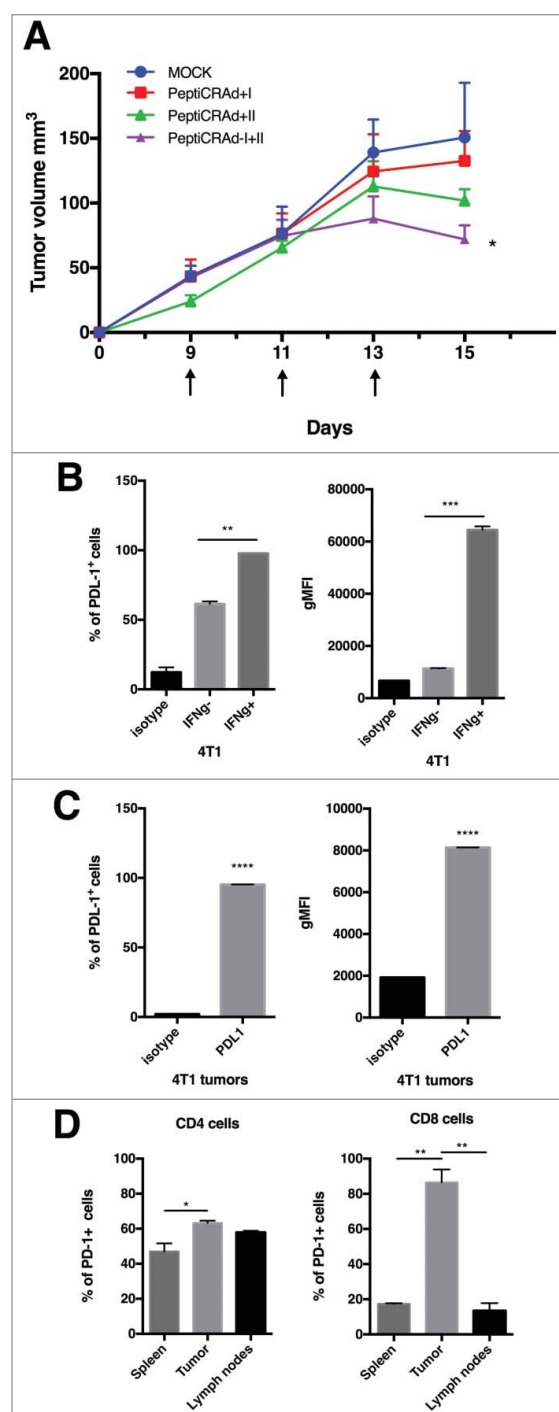 A
MOCK
PeptiCRAd+I
PeptiCRAd+II
PeptiCRAd-I+II
Tumor volume mm³
200
150
100
50
0
*
0 9 11 13 15
Days
B
% of PDL-1⁺ cells
150
100
50
0
**
isotype IFNg- IFNg+
4T1
gMFI
80000
60000
40000
20000
0
***
isotype IFNg- IFNg+
4T1
C
% of PDL-1⁺ cells
150
100
50
0
****
isotype PDL1
4T1 tumors
gMFI
10000
8000
6000
4000
2000
0
****
isotype PDL1
4T1 tumors
D
CD4 cells
% of PD-1+ cells
100
80
60
40
20
0
*
Spleen Tumor Lymph nodes
CD8 cells
% of PD-1+ cells
100
80
60
40
20
0
** **
Spleen Tumor Lymph nodes